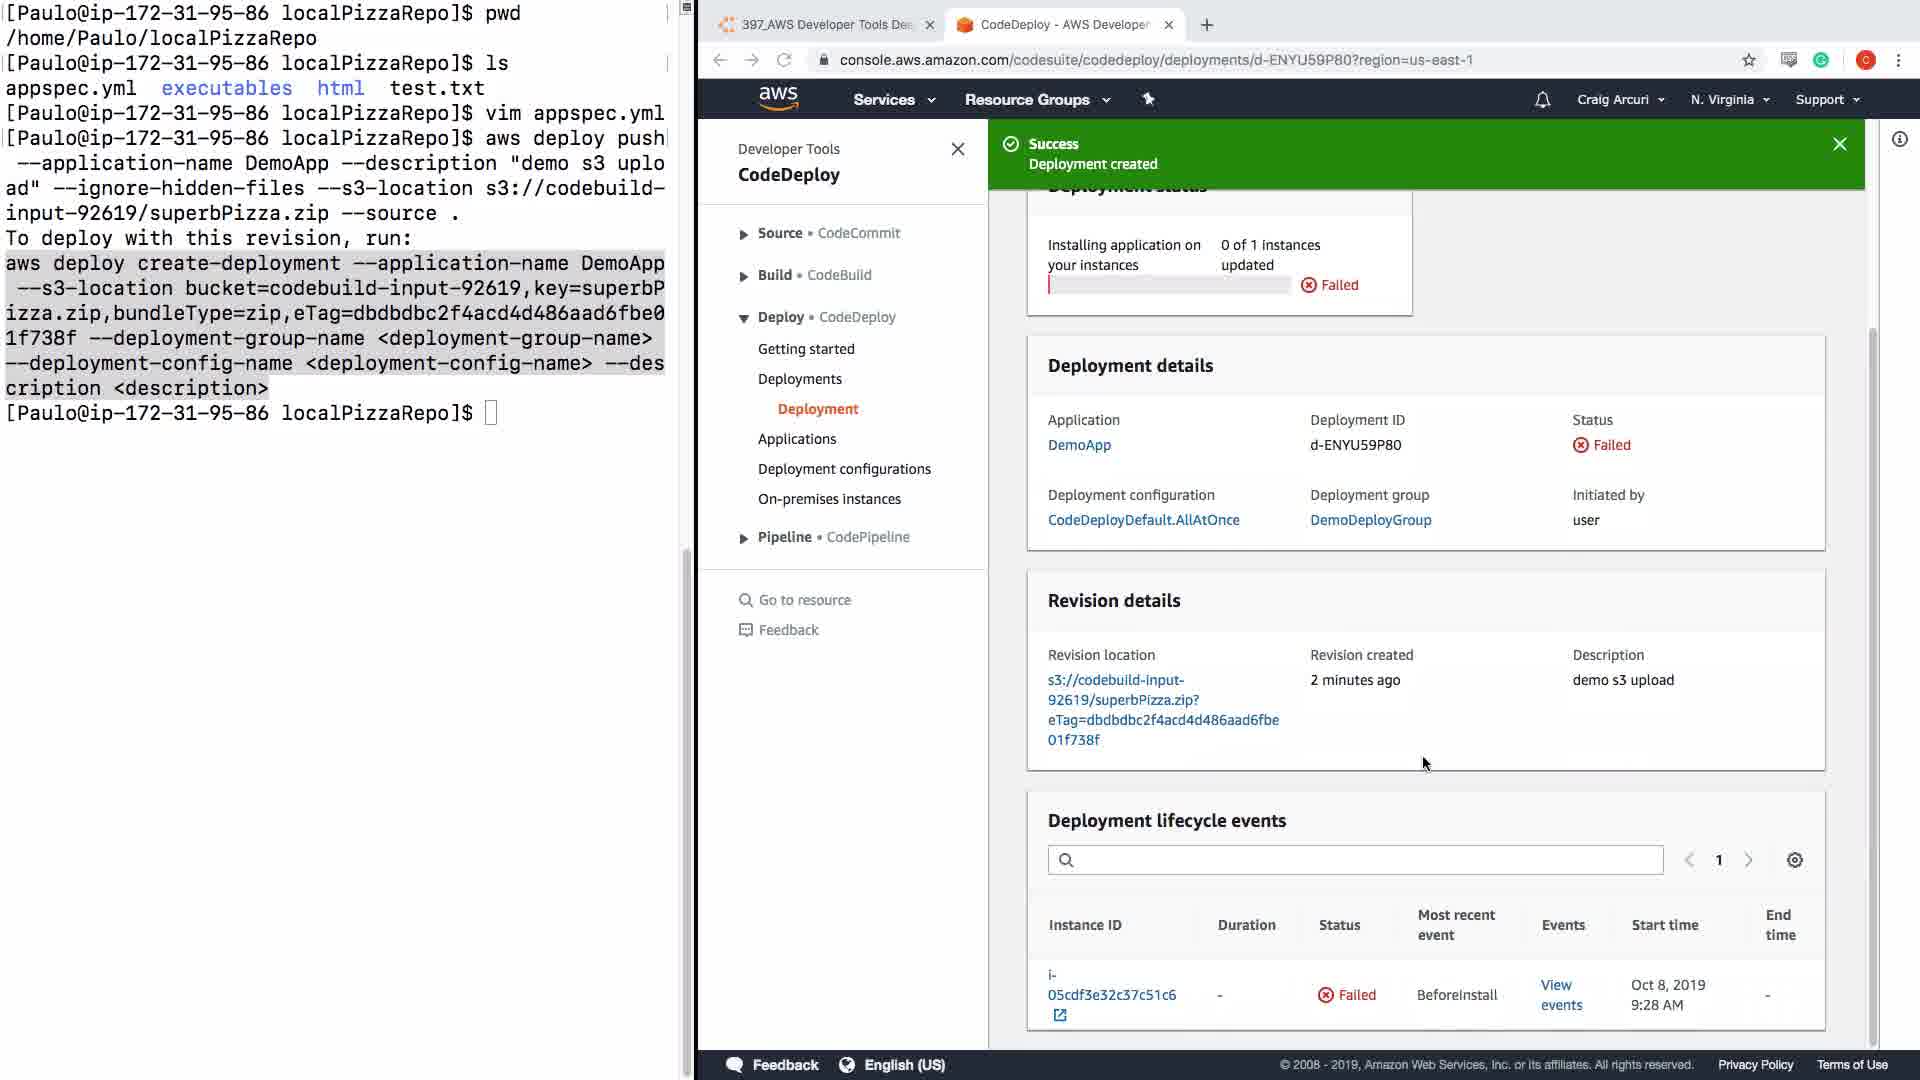 [Paulo@ip-172-31-95-86 localPizzaRepo]$ pwd
/home/Paulo/localPizzaRepo
[Paulo@ip-172-31-95-86 localPizzaRepo]$ ls
appspec.yml executables html test.txt
[Paulo@ip-172-31-95-86 localPizzaRepo]$ vim appspec.yml
[Paulo@ip-172-31-95-86 localPizzaRepo]$ aws deploy push
--application-name DemoApp --description "demo s3 uplo
ad" --ignore-hidden-files --s3-location s3://codebuild-
input-92619/superbPizza.zip --source .
To deploy with this revision, run:
aws deploy create-deployment --application-name DemoApp
--s3-location bucket=codebuild-input-92619,key=superbP
izza.zip,bundleType=zip,eTag=dbdbdbc2f4acd4d486aad6fbe0
1f738f --deployment-group-name <deployment-group-name>
--deployment-config-name <deployment-config-name> --des
cription <description>
[Paulo@ip-172-31-95-86 localPizzaRepo]$
397_AWS Developer Tools Dee
CodeDeploy - AWS Developer
console.aws.amazon.com/codesuite/codedeploy/deployments/d-ENYU59P80?region=us-east-1
C
aws
Services
Resource Groups
Craig Arcuri
N. Virginia
Support
Developer Tools
CodeDeploy
Source • CodeCommit
Build • CodeBuild
Deploy • CodeDeploy
Getting started
Deployments
Deployment
Applications
Deployment configurations
On-premises instances
Pipeline • CodePipeline
Go to resource
Feedback
Success
Deployment created
Deployment status
Installing application on your instances
0 of 1 instances updated
Failed
Deployment details
Application
Deployment ID
Status
DemoApp
d-ENYU59P80
Failed
Deployment configuration
Deployment group
Initiated by
CodeDeployDefault.AllAtOnce
DemoDeployGroup
user
Revision details
Revision location
Revision created
Description
s3://codebuild-input-
92619/superbPizza.zip?
eTag=dbdbdbc2f4acd4d486aad6fbe
01f738f
2 minutes ago
demo s3 upload
Deployment lifecycle events
1
Instance ID
Duration
Status
Most recent event
Events
Start time
End time
i-
05cdf3e32c37c51c6
-
Failed
BeforeInstall
View events
Oct 8, 2019
9:28 AM
-
Feedback
English (US)
© 2008 - 2019, Amazon Web Services, Inc. or its affiliates. All rights reserved.
Privacy Policy
Terms of Use